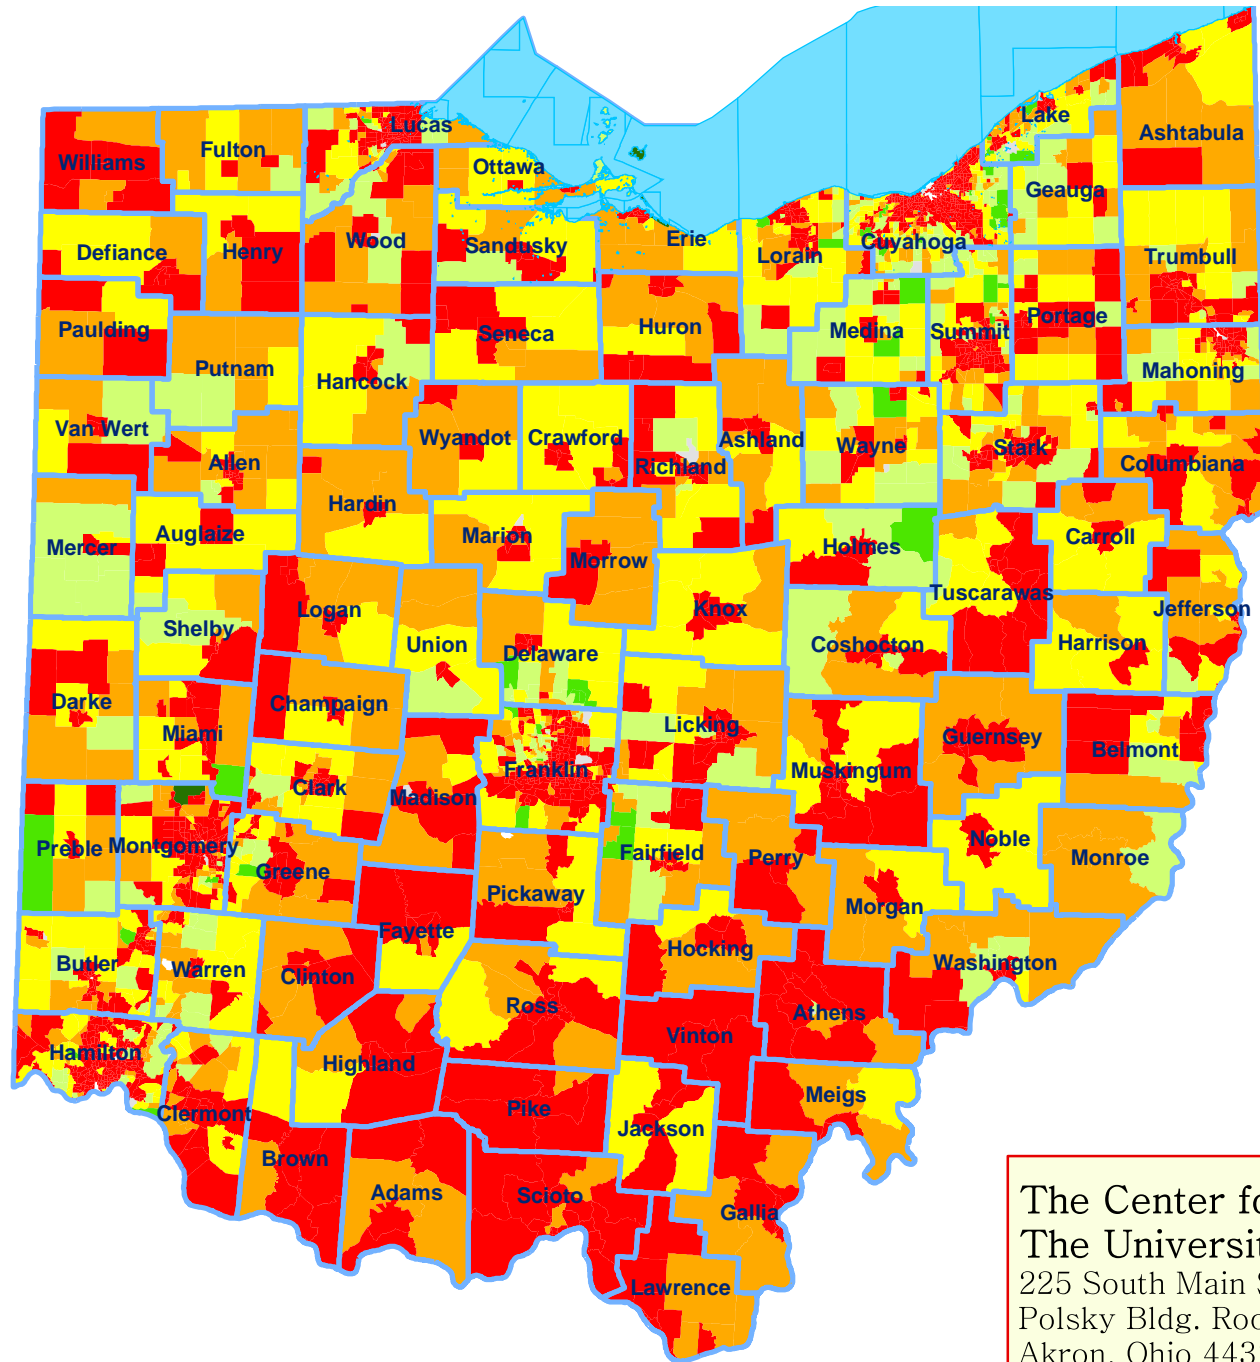 Lucas
Lake
Williams
Fulton
Ottawa
Ashtabula
Geauga
Defiance
Henry
Wood
Sandusky
Erie
Lorain
Cuyahoga
Trumbull
Paulding
Putnam
Hancock
Seneca
Huron
Medina
Summit
Portage
Mahoning
Van Wert
Allen
Wyandot
Crawford
Richland
Ashland
Wayne
Stark
Columbiana
Hardin
Mercer
Auglaize
Marion
Morrow
Holmes
Carroll
Tuscarawas
Jefferson
Logan
Shelby
Union
Delaware
Knox
Coshocton
Harrison
Darke
Miami
Champaign
Licking
Guernsey
Belmont
Clark
Madison
Franklin
Muskingum
Preble
Montgomery
Greene
Fairfield
Perry
Noble
Monroe
Pickaway
Morgan
Fayette
Hocking
Butler
Warren
Clinton
Washington
Ross
Athens
Vinton
Hamilton
Highland
Clermont
Pike
Meigs
Jackson
Brown
Adams
Scioto
Gallia
Lawrence
The Center fo
The Universit
225 South Main
Polsky Bldg. Roo
Akron, Ohio 443